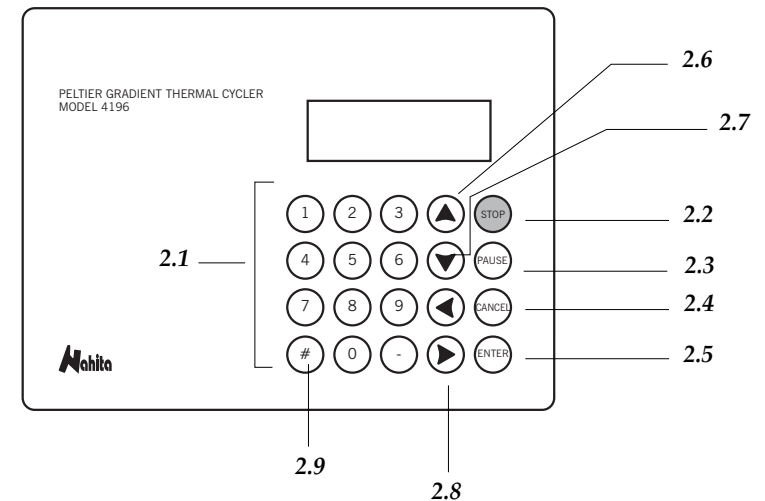 2.6
PELTIER GRADIENT THERMAL CYCLER
MODEL 4196
2.7
1 2 3 STOP
2.2
4 5 6 PAUSE
2.1
2.3
7 8 9 CANCEL
2.4
# 0 - ENTER
2.5
Nahita
2.9
2.8